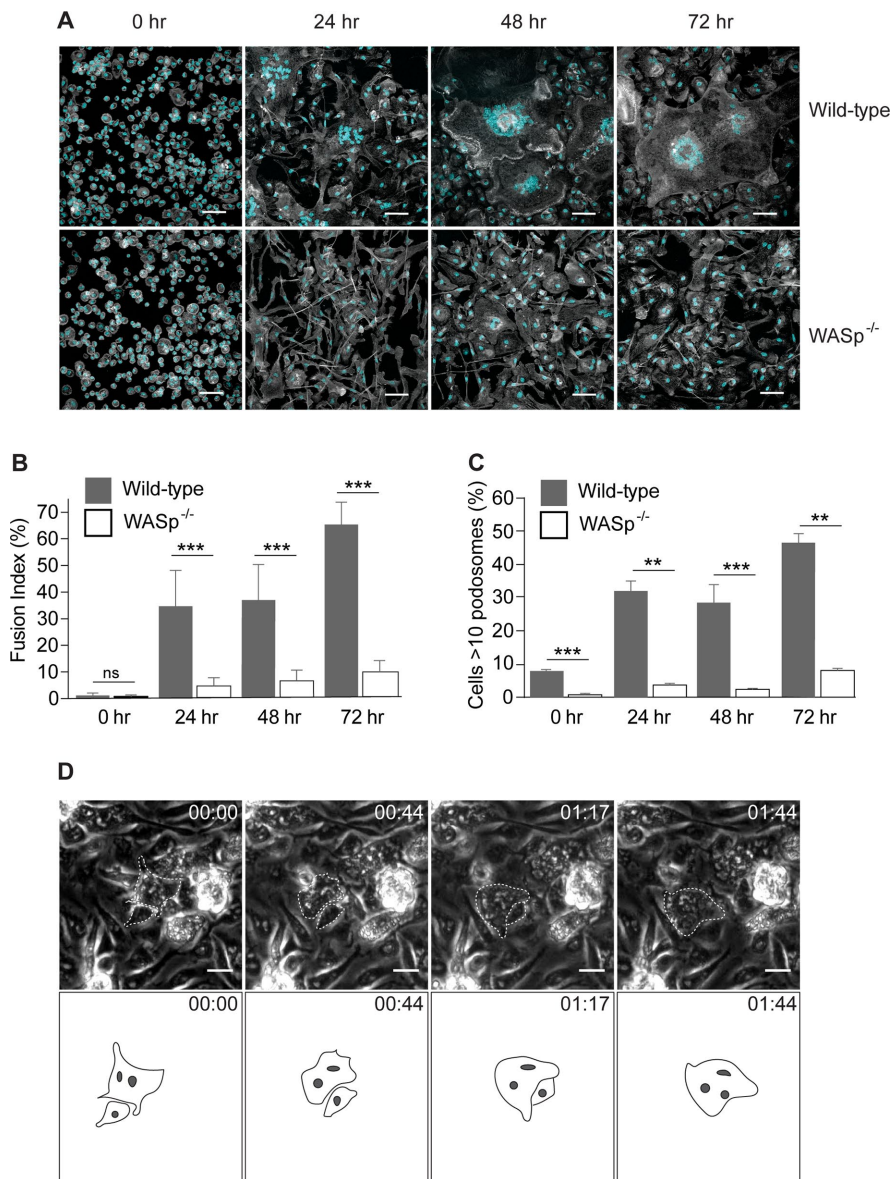 A
0 hr 24 hr 48 hr 72 hr
Wild-type
WASp-/-
B
Wild-type
WASp-/-
Fusion Index (%)
70
60
50
40
30
20
10
0
ns
***
***
***
0 hr 24 hr 48 hr 72 hr
C
Wild-type
WASp-/-
Cells >10 podosomes (%)
60
50
40
30
20
10
0
***
**
***
**
0 hr 24 hr 48 hr 72 hr
D
00:00 00:44 01:17 01:44
00:00 00:44 01:17 01:44